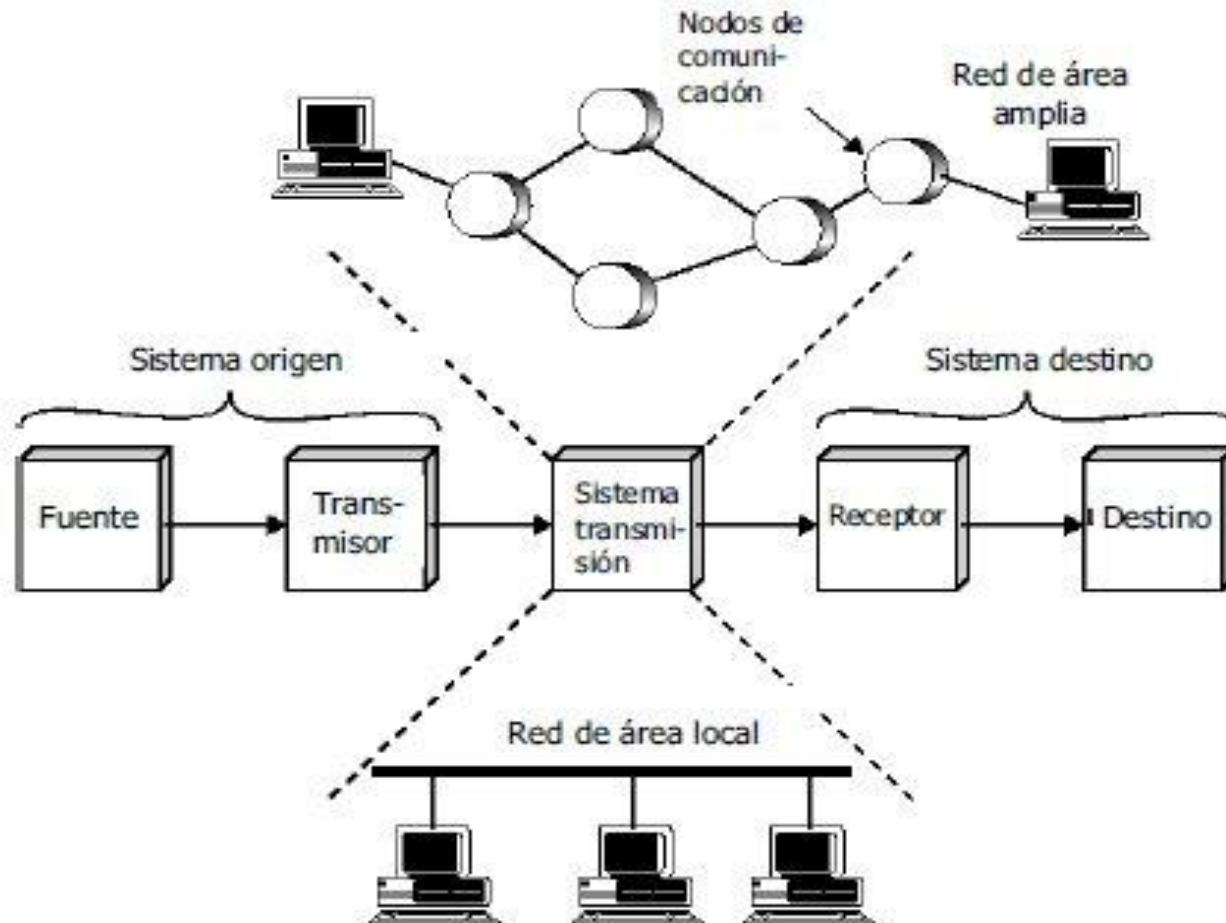 Nodos de
comuni-
cación
Red de área
amplia
Sistema origen
Sistema destino
Fuente
Trans-
misor
Sistema
transmi-
sión
Receptor
Destino
Red de área local